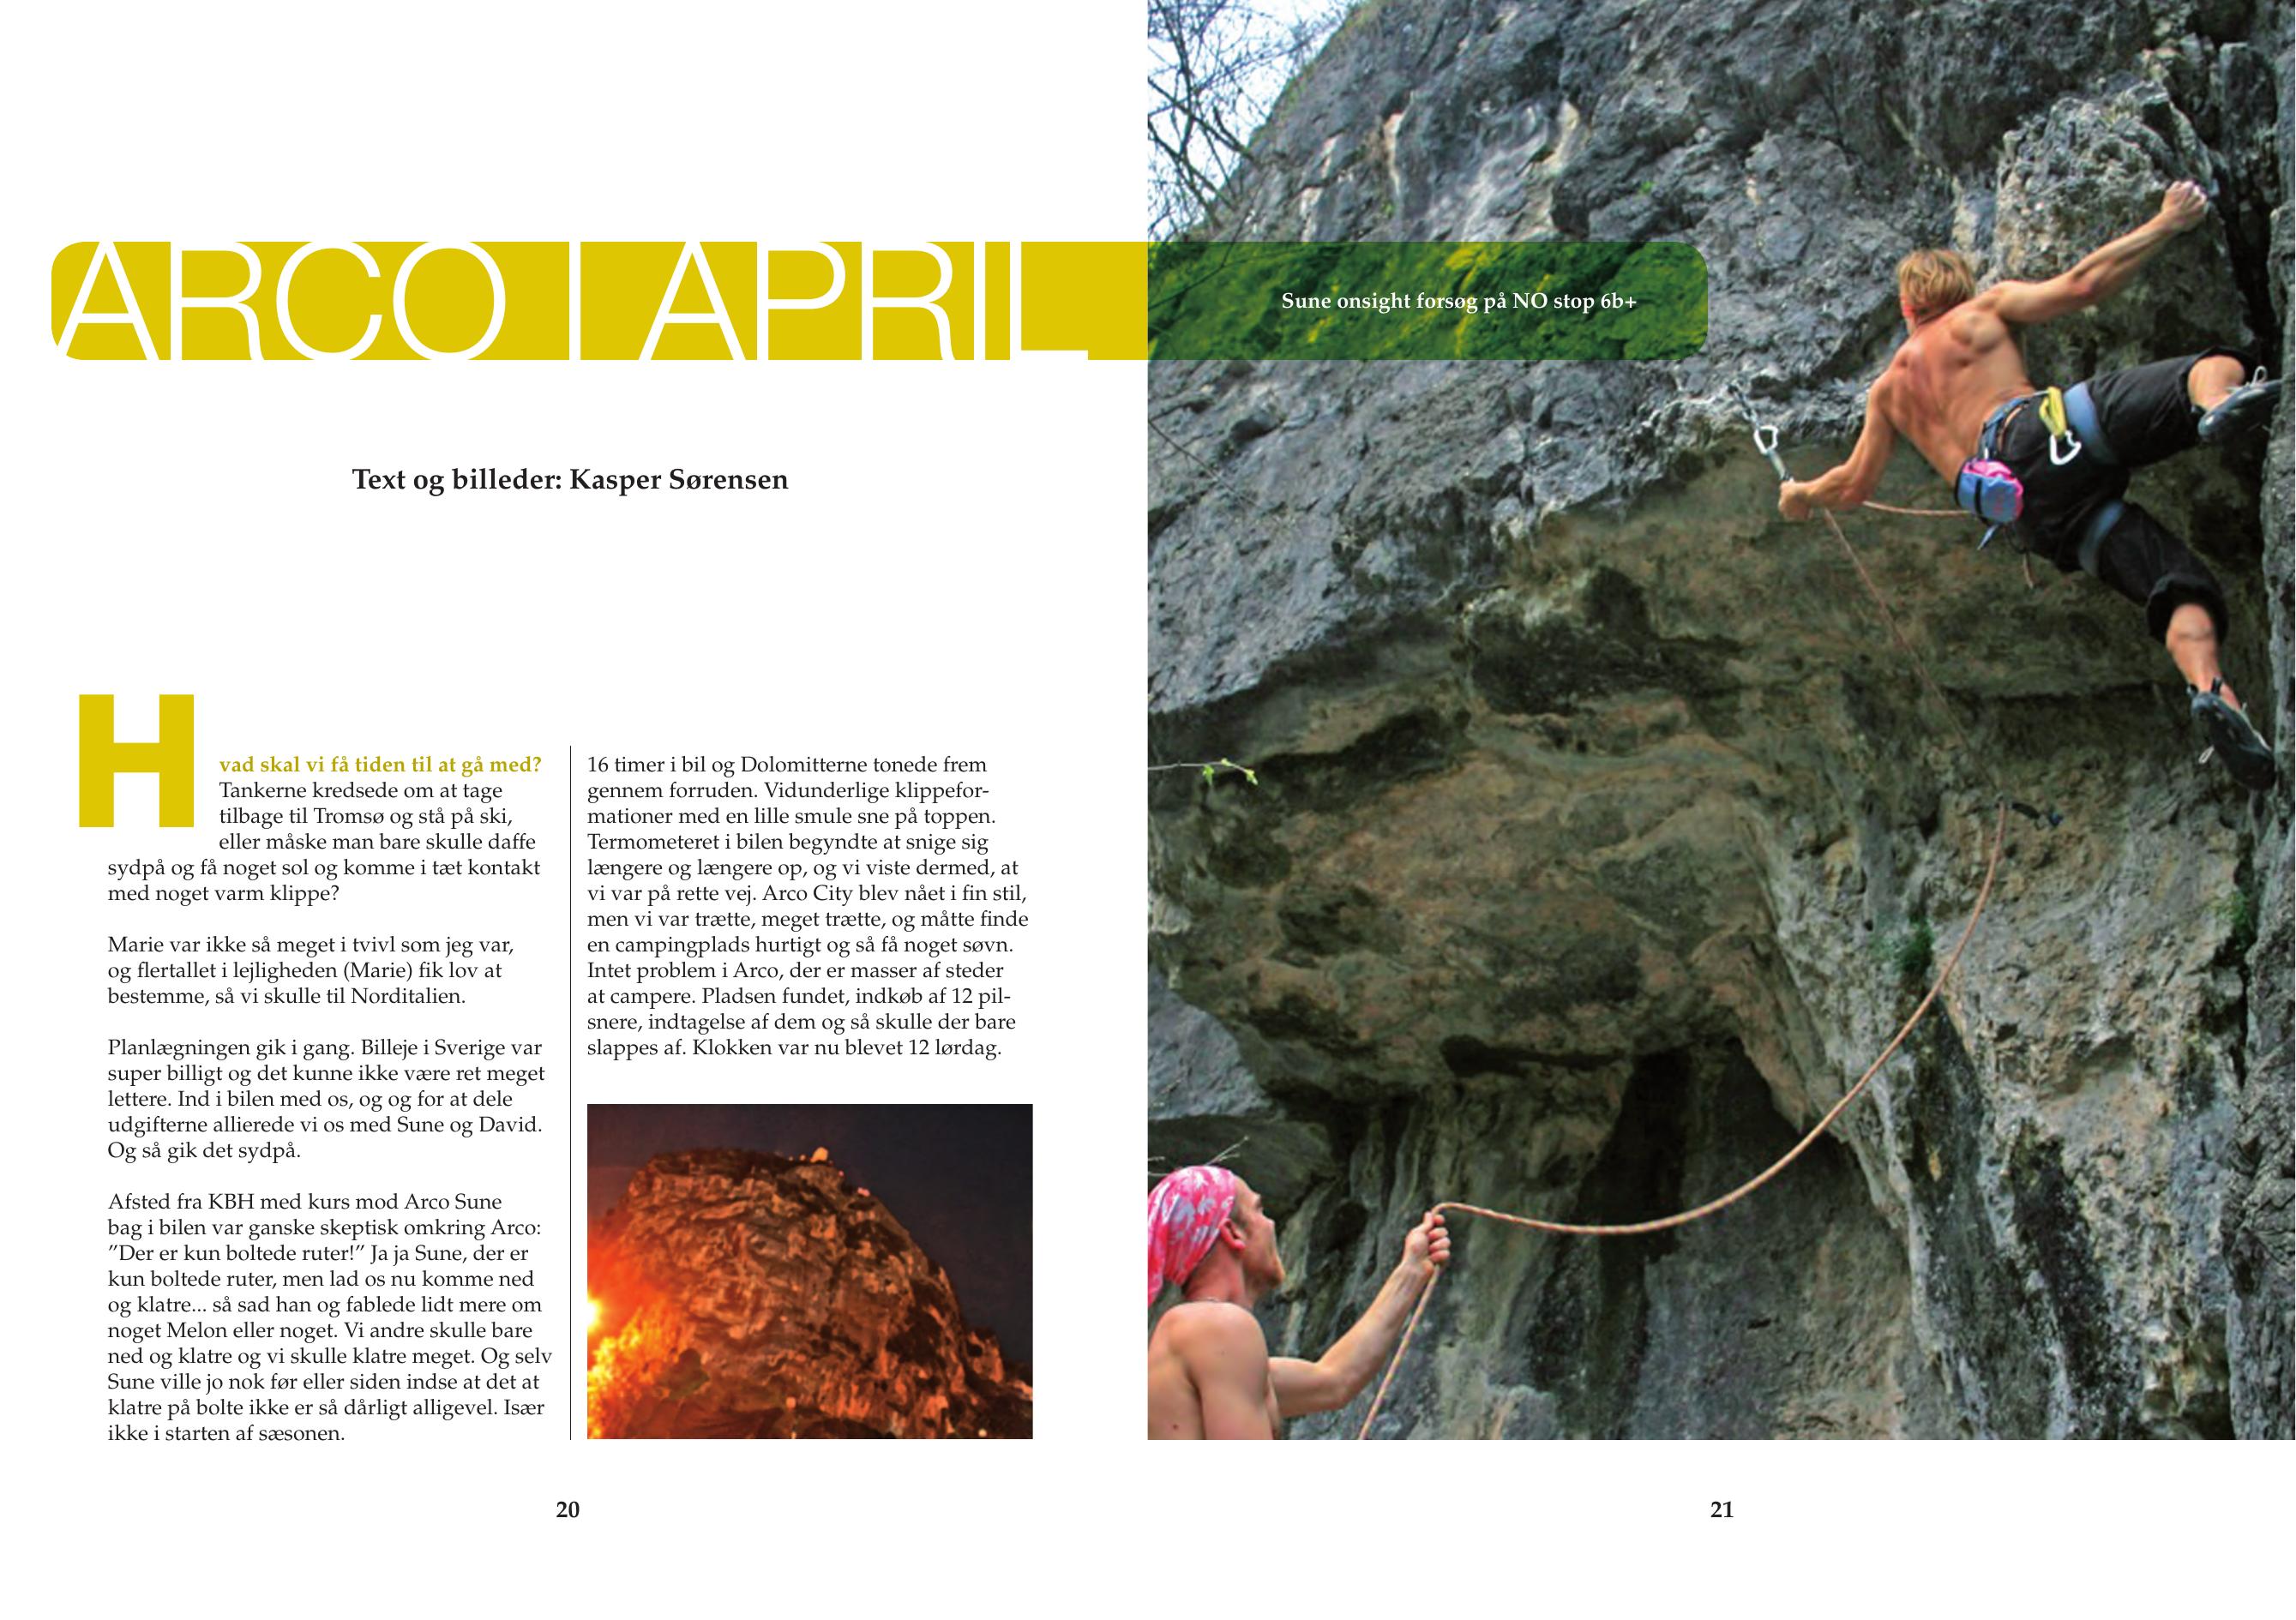 ARCO I APRIL
Sune onsight forsøg på NO stop 6b+
Text og billeder: Kasper Sørensen
Hvad skal vi få tiden til at gå med?
Tankerne kredsede om at tage
tilbage til Tromsø og stå på ski,
eller måske man bare skulle daffe
sydpå og få noget sol og komme i tæt kontakt
med noget varm klippe?
Marie var ikke så meget i tvivl som jeg var,
og flertallet i lejligheden (Marie) fik lov at
bestemme, så vi skulle til Norditalien.
Planlægningen gik i gang. Billeje i Sverige var
super billigt og det kunne ikke være ret meget
lettere. Ind i bilen med os, og og for at dele
udgifterne allierede vi os med Sune og David.
Og så gik det sydpå.
Afsted fra KBH med kurs mod Arco Sune
bag i bilen var ganske skeptisk omkring Arco:
”Der er kun boltede ruter!” Ja ja Sune, der er
kun boltede ruter, men lad os nu komme ned
og klatre... så sad han og fablede lidt mere om
noget Melon eller noget. Vi andre skulle bare
ned og klatre og vi skulle klatre meget. Og selv
Sune ville jo nok før eller siden indse at det at
klatre på bolte ikke er så dårligt alligevel. Især
ikke i starten af sæsonen.
16 timer i bil og Dolomitterne tonede frem
gennem forruden. Vidunderlige klippefor-
mationer med en lille smule sne på toppen.
Termometeret i bilen begyndte at snige sig
længere og længere op, og vi viste dermed, at
vi var på rette vej. Arco City blev nået i fin stil,
men vi var trætte, meget trætte, og måtte finde
en campingplads hurtigt og så få noget søvn.
Intet problem i Arco, der er masser af steder
at campere. Pladsen fundet, indkøb af 12 pil-
snere, indtagelse af dem og så skulle der bare
slappes af. Klokken var nu blevet 12 lørdag.
20
21